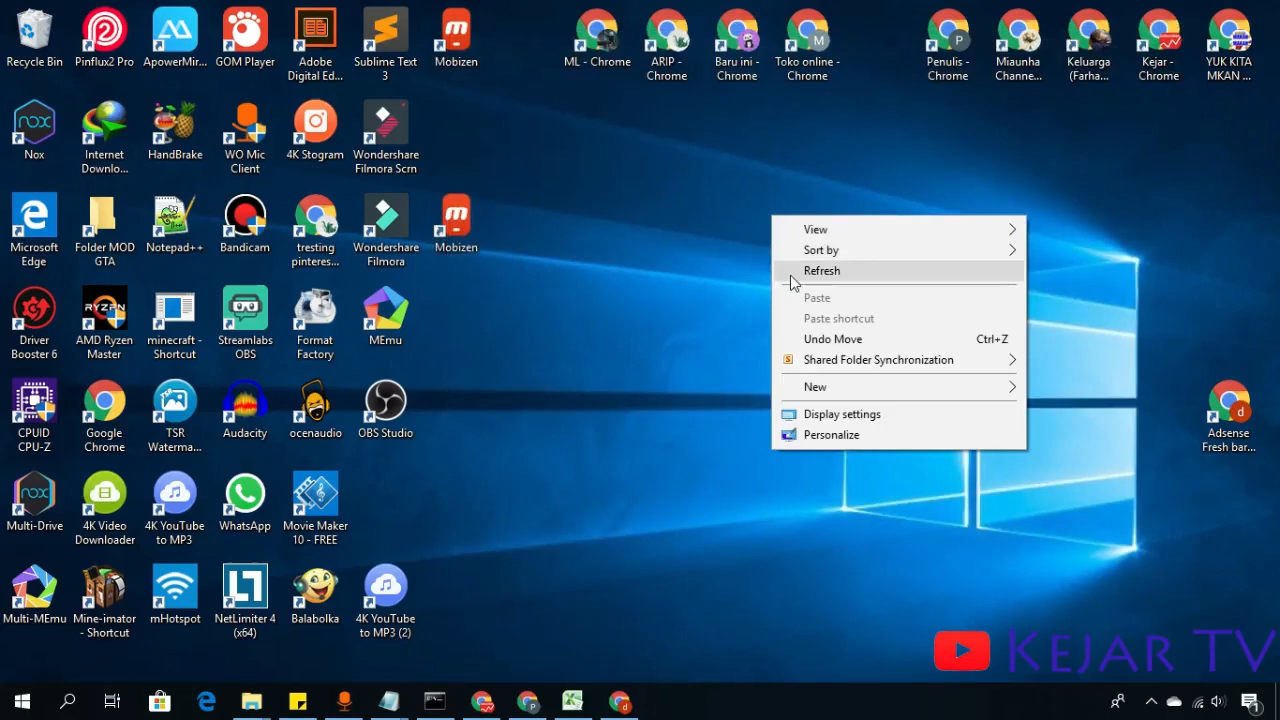 Recycle Bin
Pinflux2 Pro
ApowerMir...
GOM Player
Adobe
Digital Ed...
Sublime Text
3
Mobizen
ML - Chrome
ARIP -
Chrome
Baru ini -
Chrome
Toko online -
Chrome
Penulis -
Chrome
Miaunha
Channe...
Keluarga
(Farha...
Kejar -
Chrome
YUK KITA
MKAN ...
Nox
Internet
Downlo...
HandBrake
WO Mic
Client
4K Stogram
Wondershare
Filmora Scrn
Microsoft
Edge
Folder MOD
GTA
Notepad++
Bandicam
tresting
pinteres...
Wondershare
Filmora
Mobizen
Driver
Booster 6
AMD Ryzen
Master
minecraft -
Shortcut
Streamlabs
OBS
Format
Factory
MEmu
CPUID
CPU-Z
Google
Chrome
TSR
Waterma...
Audacity
ocenaudio
OBS Studio
Multi-Drive
4K Video
Downloader
4K YouTube
to MP3
WhatsApp
Movie Maker
10 - FREE
Multi-MEmu
Mine-imator
- Shortcut
mHotspot
NetLimiter 4
(x64)
Balabolka
4K YouTube
to MP3 (2)
View
Sort by
Refresh
Paste
Paste shortcut
Undo Move Ctrl+Z
Shared Folder Synchronization
New
Display settings
Personalize
Adsense
Fresh bar...
KEJAR TV